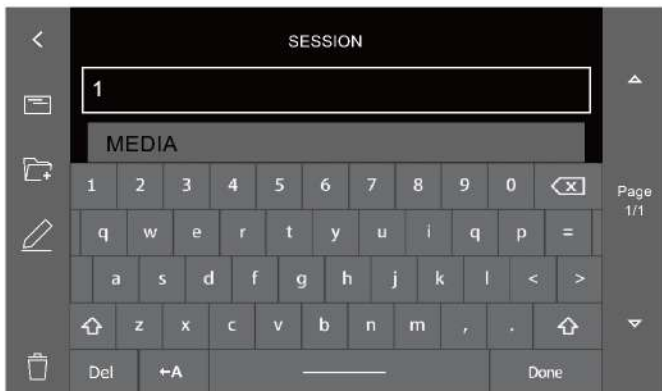 SESSION
1
MEDIA
1 2 3 4 5 6 7 8 9 0
Page
1/1
q w e r t y u i q p =
a s d f g h j k l < >
z x c v b n m , .
Del ←A Done